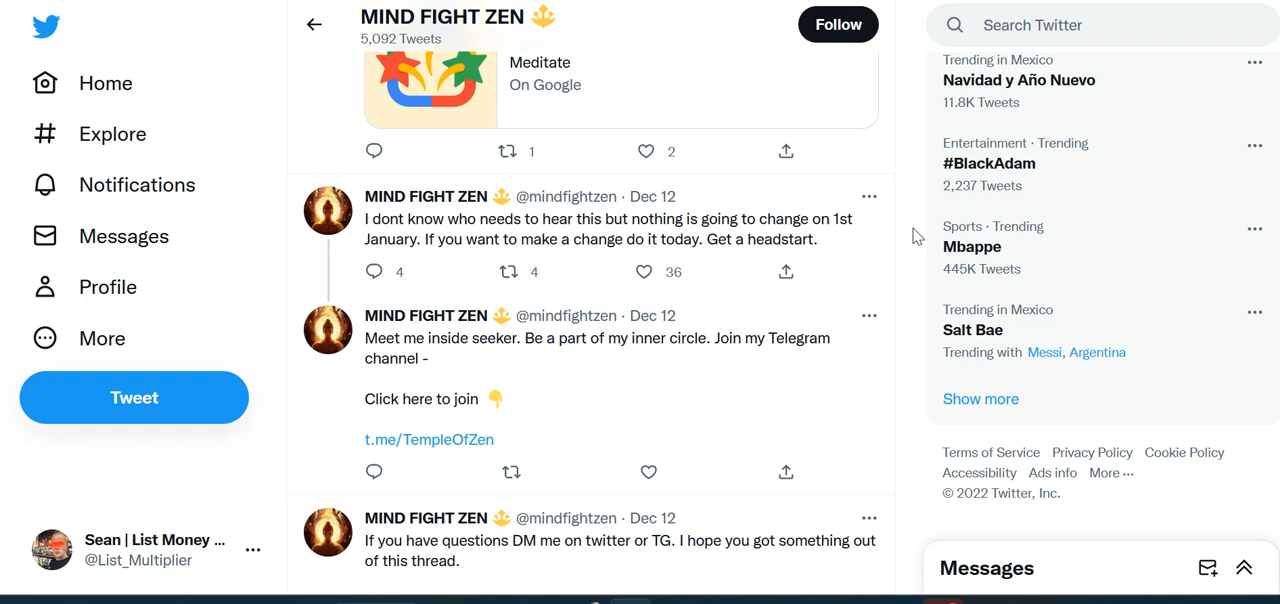 Home
Explore
Notifications
Messages
Profile
More
Tweet
Sean | List Money ...
@List_Multiplier
MIND FIGHT ZEN
5,092 Tweets
Follow
Meditate
On Google
1
2
MIND FIGHT ZEN @mindfightzen · Dec 12
I dont know who needs to hear this but nothing is going to change on 1st
January. If you want to make a change do it today. Get a headstart.
4
4
36
MIND FIGHT ZEN @mindfightzen · Dec 12
Meet me inside seeker. Be a part of my inner circle. Join my Telegram
channel -
Click here to join 👇
t.me/TempleOfZen
MIND FIGHT ZEN @mindfightzen · Dec 12
If you have questions DM me on twitter or TG. I hope you got something out
of this thread.
Search Twitter
Trending in Mexico
Navidad y Año Nuevo
11.8K Tweets
Entertainment · Trending
#BlackAdam
2,237 Tweets
Sports · Trending
Mbappe
445K Tweets
Trending in Mexico
Salt Bae
Trending with Messi, Argentina
Show more
Terms of Service Privacy Policy Cookie Policy
Accessibility Ads info More ···
© 2022 Twitter, Inc.
Messages